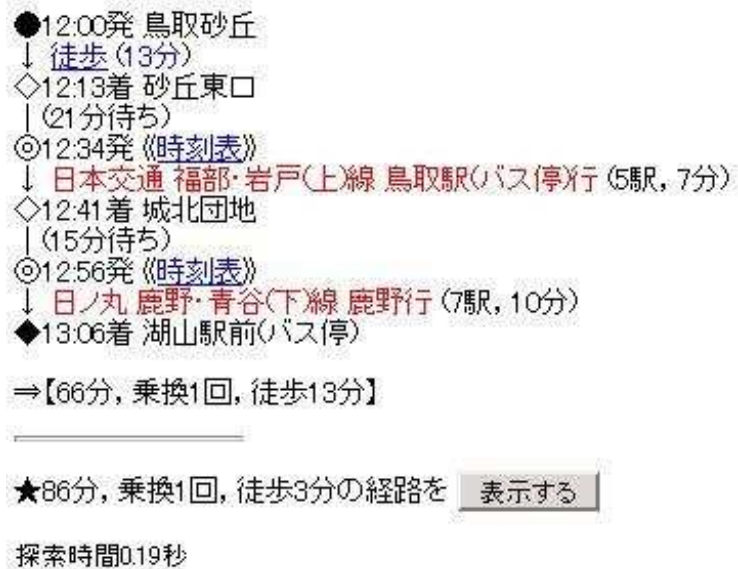 ●12:00発 鳥取砂丘
↓ 徒歩 (13分)
◇12:13着 砂丘東口
| (21分待ち)
◎12:34発 《時刻表》
↓ 日本交通 福部・岩戸(上)線 鳥取駅(バス停)行 (5駅, 7分)
◇12:41着 城北団地
| (15分待ち)
◎12:56発 《時刻表》
↓ 日ノ丸 鹿野・青谷(下)線 鹿野行 (7駅, 10分)
◆13:06着 湖山駅前(バス停)
⇒【66分, 乗換1回, 徒歩13分】
★86分, 乗換1回, 徒歩3分の経路を 表示する
探索時間0.19秒